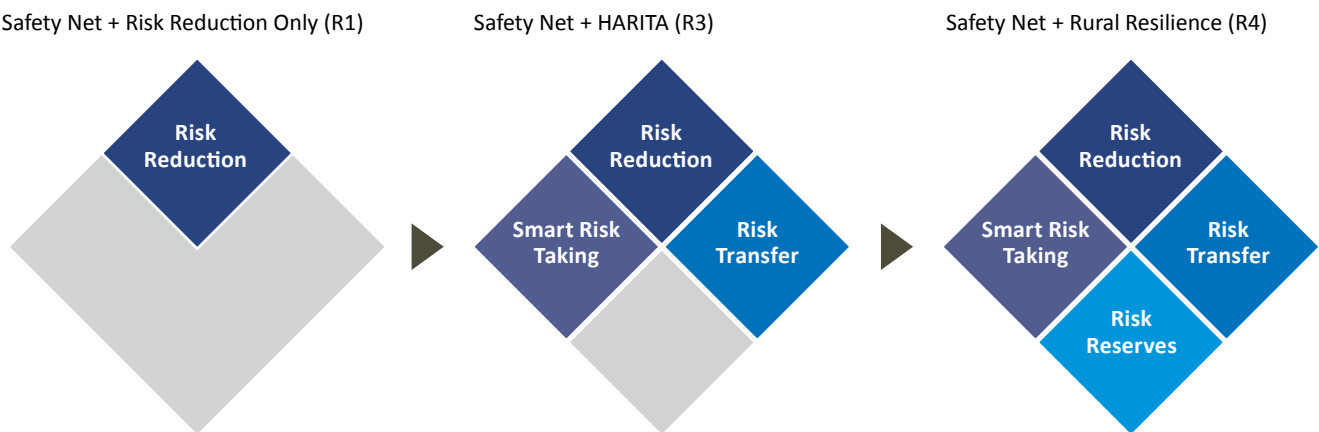 Safety Net + Risk Reduction Only (R1)
Risk
Reduction
Safety Net + HARITA (R3)
Risk
Reduction
Smart Risk
Taking
Risk
Transfer
Safety Net + Rural Resilience (R4)
Risk
Reduction
Smart Risk
Taking
Risk
Transfer
Risk
Reserves